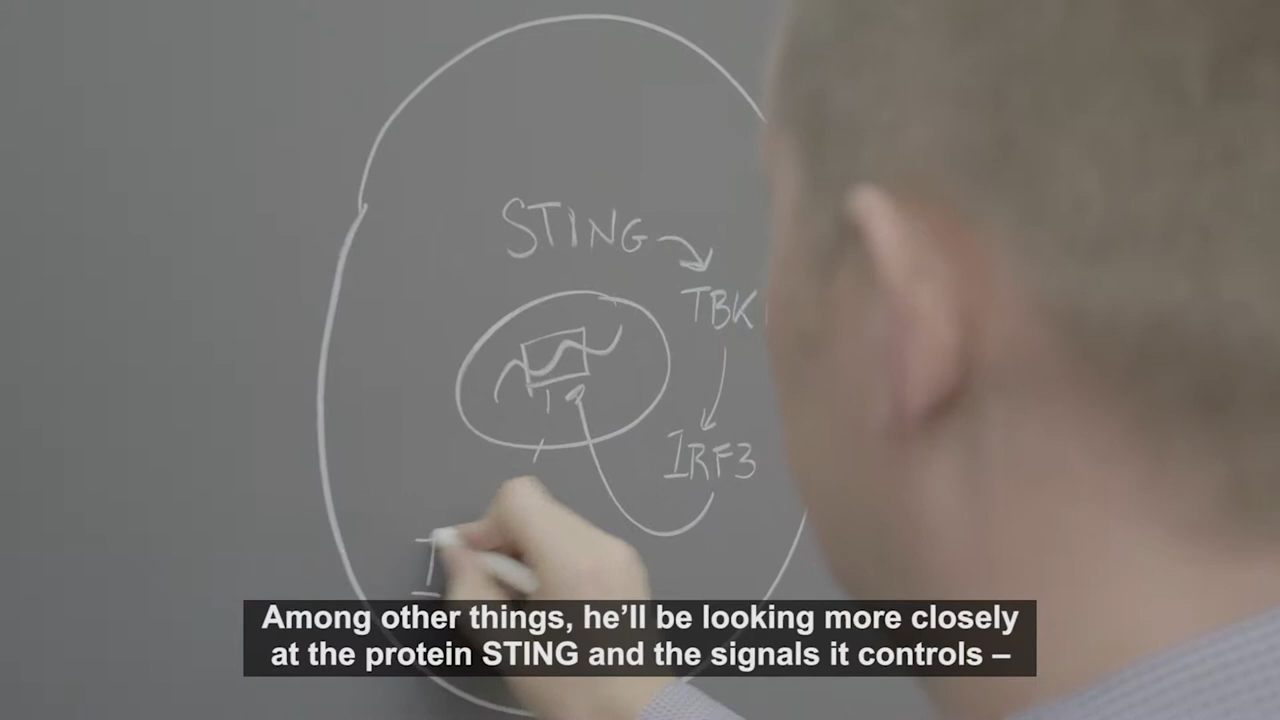 STING
TBK
IRF3
I
Among other things, he’ll be looking more closely
at the protein STING and the signals it controls –